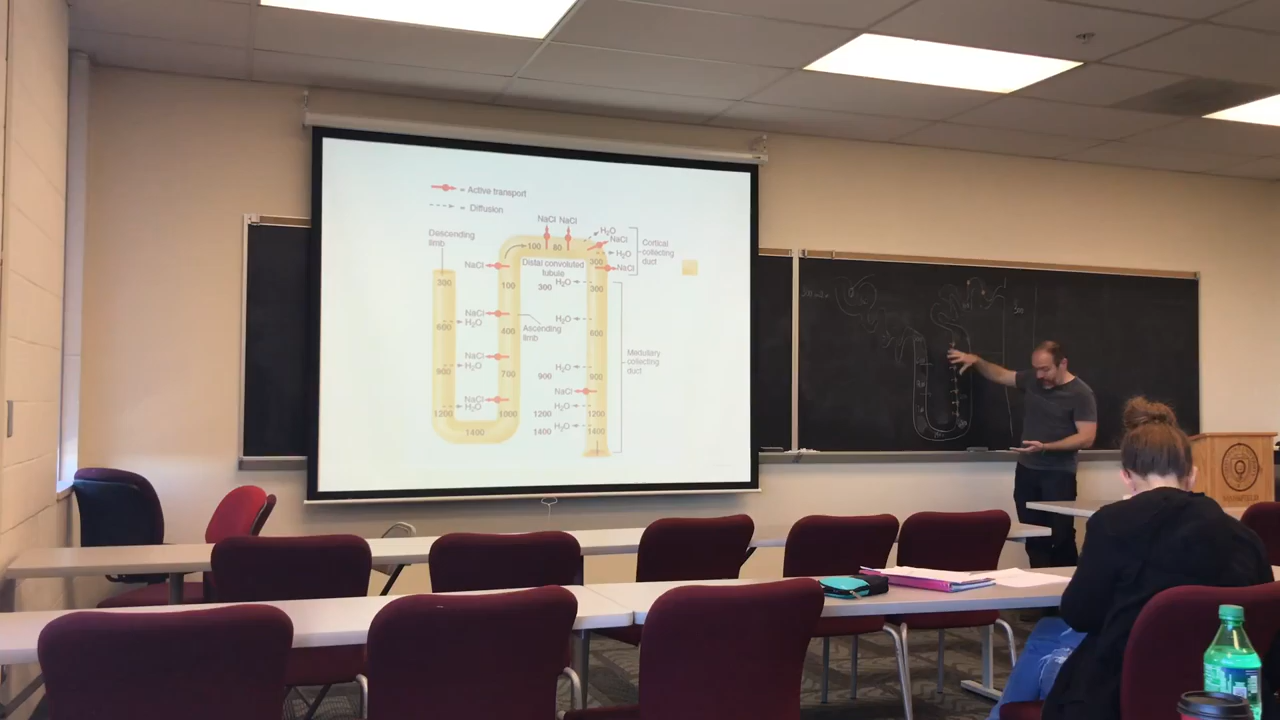 = Active transport
= Diffusion
NaCl NaCl
H₂O
NaCl
H₂O
NaCl
Cortical
collecting
duct
Descending
limb
NaCl
100 80
300
Distal convoluted
tubule
300
100
300
H₂O
300
NaCl
600
H₂O
400
Ascending
limb
H₂O
600
NaCl
900
H₂O
700
900
H₂O
900
Medullary
collecting
duct
NaCl
NaCl
1200
H₂O
1000
1200
H₂O
1200
1400
1400
H₂O
1400